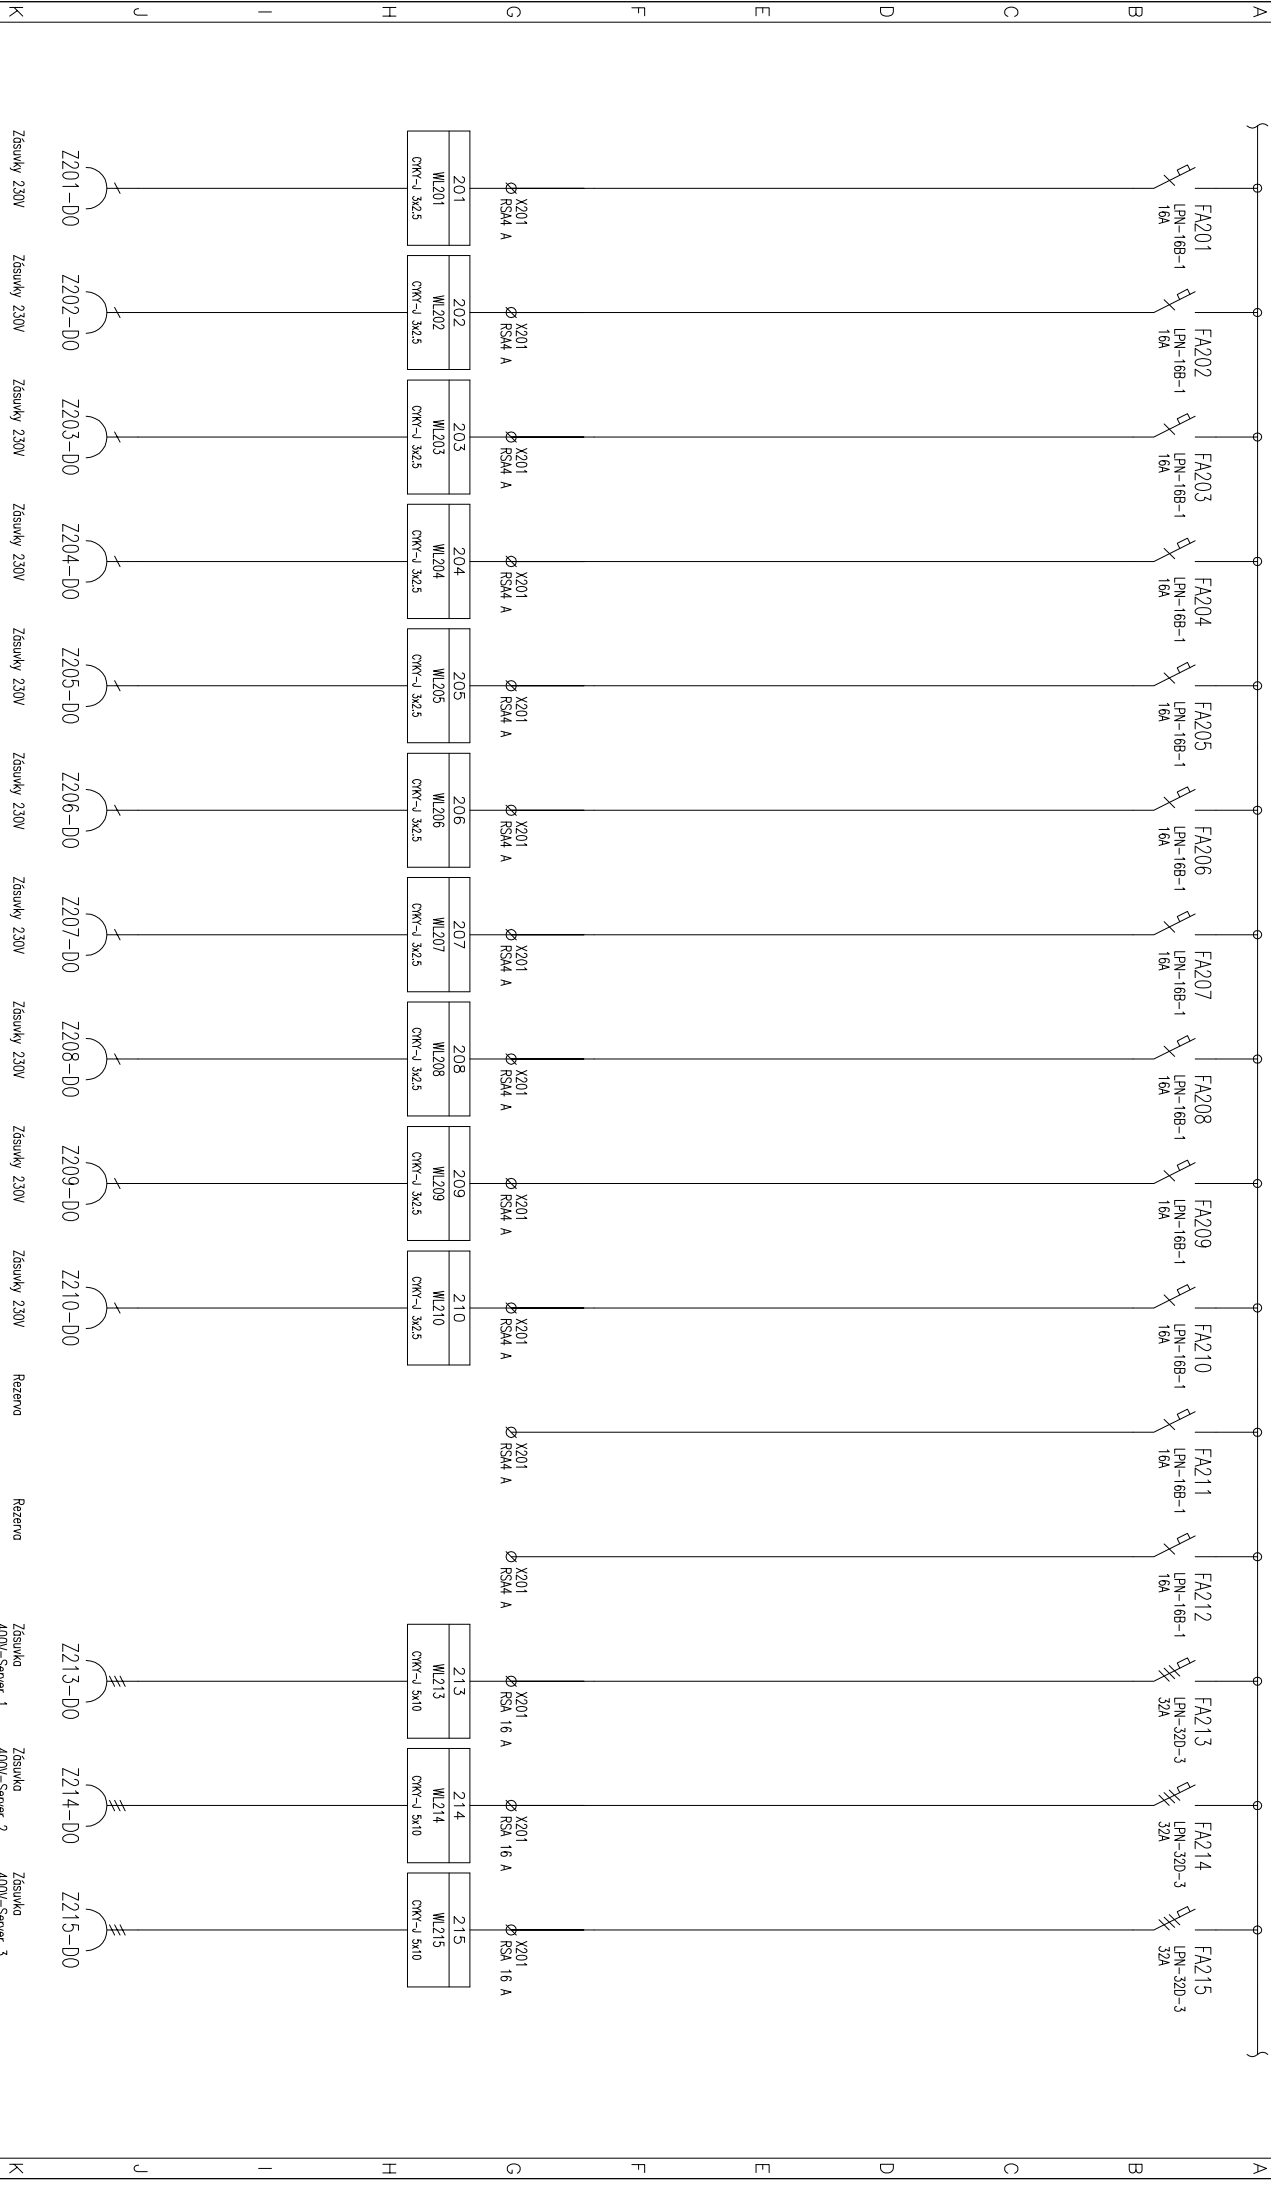 A B C D E F G H I J K
FA201
LPN-16B-1
16A
FA202
LPN-16B-1
16A
FA203
LPN-16B-1
16A
FA204
LPN-16B-1
16A
FA205
LPN-16B-1
16A
FA206
LPN-16B-1
16A
FA207
LPN-16B-1
16A
FA208
LPN-16B-1
16A
FA209
LPN-16B-1
16A
FA210
LPN-16B-1
16A
FA211
LPN-16B-1
16A
FA212
LPN-16B-1
16A
FA213
LPN-32D-3
32A
FA214
LPN-32D-3
32A
FA215
LPN-32D-3
32A
X201
RSA4 A
X201
RSA4 A
X201
RSA4 A
X201
RSA4 A
X201
RSA4 A
X201
RSA4 A
X201
RSA4 A
X201
RSA4 A
X201
RSA4 A
X201
RSA4 A
X201
RSA4 A
X201
RSA4 A
X201
RSA 16 A
X201
RSA 16 A
X201
RSA 16 A
201
WL201
CYKY-J 3x2.5
202
WL202
CYKY-J 3x2.5
203
WL203
CYKY-J 3x2.5
204
WL204
CYKY-J 3x2.5
205
WL205
CYKY-J 3x2.5
206
WL206
CYKY-J 3x2.5
207
WL207
CYKY-J 3x2.5
208
WL208
CYKY-J 3x2.5
209
WL209
CYKY-J 3x2.5
210
WL210
CYKY-J 3x2.5
213
WL213
CYKY-J 5x10
214
WL214
CYKY-J 5x10
215
WL215
CYKY-J 5x10
Z201-DO
Z202-DO
Z203-DO
Z204-DO
Z205-DO
Z206-DO
Z207-DO
Z208-DO
Z209-DO
Z210-DO
Z213-DO
Z214-DO
Z215-DO
Zásuvky 230V
Zásuvky 230V
Zásuvky 230V
Zásuvky 230V
Zásuvky 230V
Zásuvky 230V
Zásuvky 230V
Zásuvky 230V
Zásuvky 230V
Zásuvky 230V
Rezerva
Rezerva
Zásuvka
400V-Server 1
Zásuvka
400V-Server 2
Zásuvka
400V-Server 3
A B C D E F G H I J K